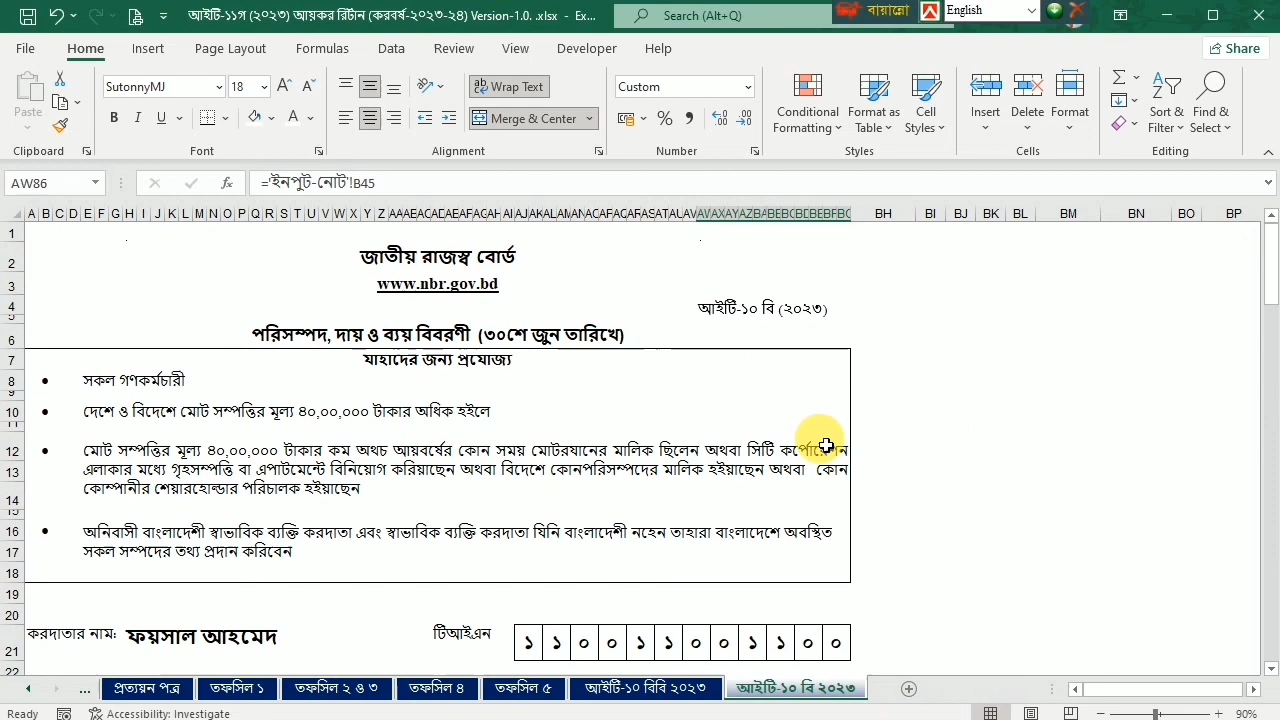 আইটি-১১গ (২০২৩) আয়কর রিটার্ন (করবর্ষ-২০২৩-২৪) Version-1.0. .xlsx - Ex...
Search (Alt+Q)
বায়ান্নো
English
File Home Insert Page Layout Formulas Data Review View Developer Help Share
SutonnyMJ 18 Wrap Text Custom
Paste B I U Merge & Center
Conditional Formatting Format as Table Cell Styles Insert Delete Format Sort & Filter Find & Select
Clipboard Font Alignment Number Styles Cells Editing
AW86 ='ইনপুট-নোট'!B45
জাতীয় রাজস্ব বোর্ড
www.nbr.gov.bd
আইটি-১০ বি (২০২৩)
পরিসম্পদ, দায় ও ব্যয় বিবরণী (৩০শে জুন তারিখে)
যাহাদের জন্য প্রযোজ্য
• সকল গণকর্মচারী
• দেশে ও বিদেশে মোট সম্পত্তির মূল্য ৪০,০০,০০০ টাকার অধিক হইলে
• মোট সম্পত্তির মূল্য ৪০,০০,০০০ টাকার কম অথচ আয়বর্ষের কোন সময় মোটরযানের মালিক ছিলেন অথবা সিটি কর্পোরেশন
এলাকার মধ্যে গৃহসম্পত্তি বা এপার্টমেন্টে বিনিয়োগ করিয়াছেন অথবা বিদেশে কোনপরিসম্পদের মালিক হইয়াছেন অথবা কোন
কোম্পানীর শেয়ারহোল্ডার পরিচালক হইয়াছেন
• অনিবাসী বাংলাদেশী স্বাভাবিক ব্যক্তি করদাতা এবং স্বাভাবিক ব্যক্তি করদাতা যিনি বাংলাদেশী নহেন তাহারা বাংলাদেশে অবস্থিত
সকল সম্পদের তথ্য প্রদান করিবেন
করদাতার নাম: ফয়সাল আহমেদ টিআইএন ১ ১ ০ ০ ১ ১ ০ ০ ১ ১ ০ ০
... প্রত্যয়ন পত্র তফসিল ১ তফসিল ২ ও ৩ তফসিল ৪ তফসিল ৫ আইটি-১০ বিবি ২০২৩ আইটি-১০ বি ২০২৩
Ready Accessibility: Investigate 90%